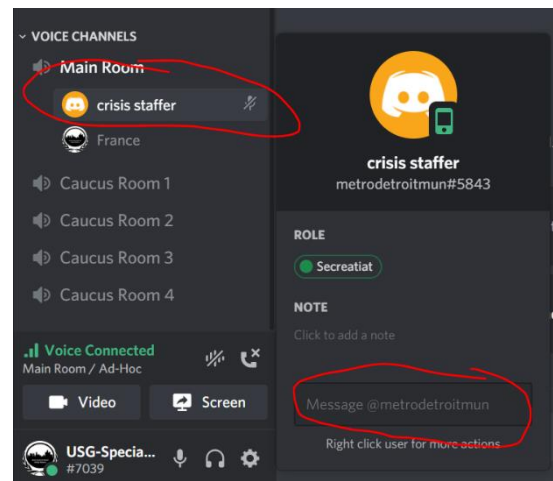 VOICE CHANNELS
Main Room
crisis staffer
France
Caucus Room 1
Caucus Room 2
Caucus Room 3
Caucus Room 4
Voice Connected
Main Room / Ad-Hoc
Video
Screen
USG-Specia...
#7039
crisis staffer
metrodetroitmun#5843
ROLE
Secreatiat
NOTE
Click to add a note
Message @metrodetroitmun
Right click user for more actions